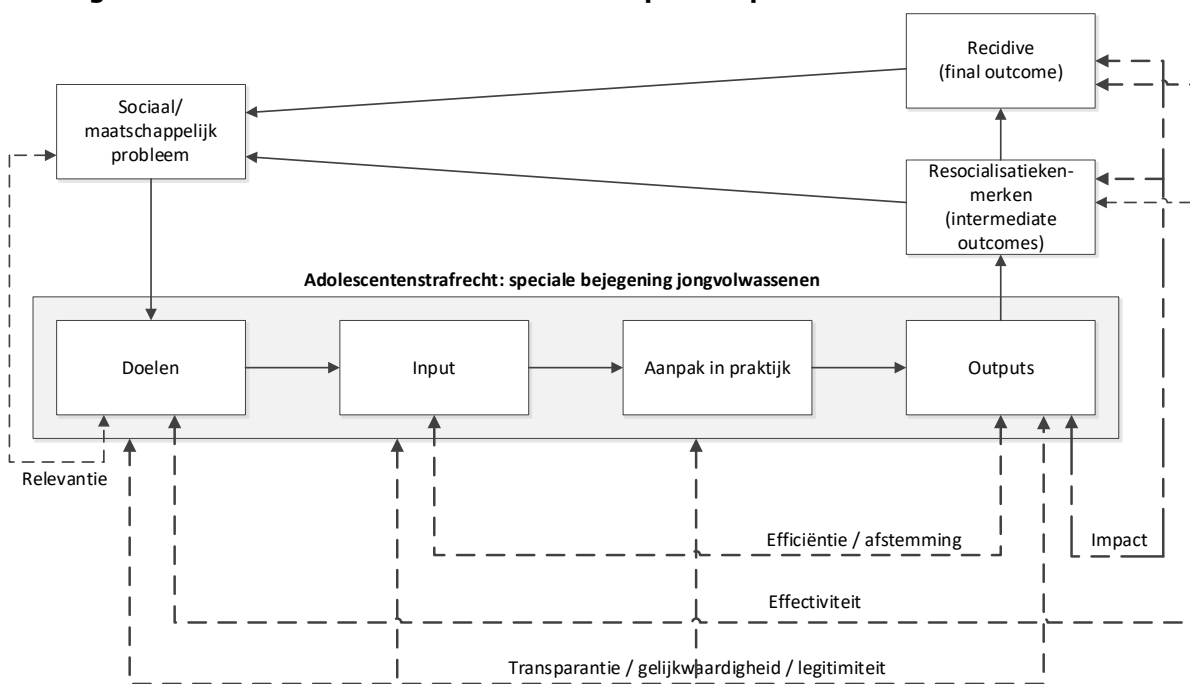 Recidive
(final outcome)
Sociaal/
maatschappelijk
probleem
Resocialisatieken-
merken
(intermediate
outcomes)
Adolescentenstrafrecht: speciale bejegening jongvolwassenen
Doelen
Input
Aanpak in praktijk
Outputs
Relevantie
Efficiëntie / afstemming
Impact
Effectiviteit
Transparantie / gelijkwaardigheid / legitimiteit